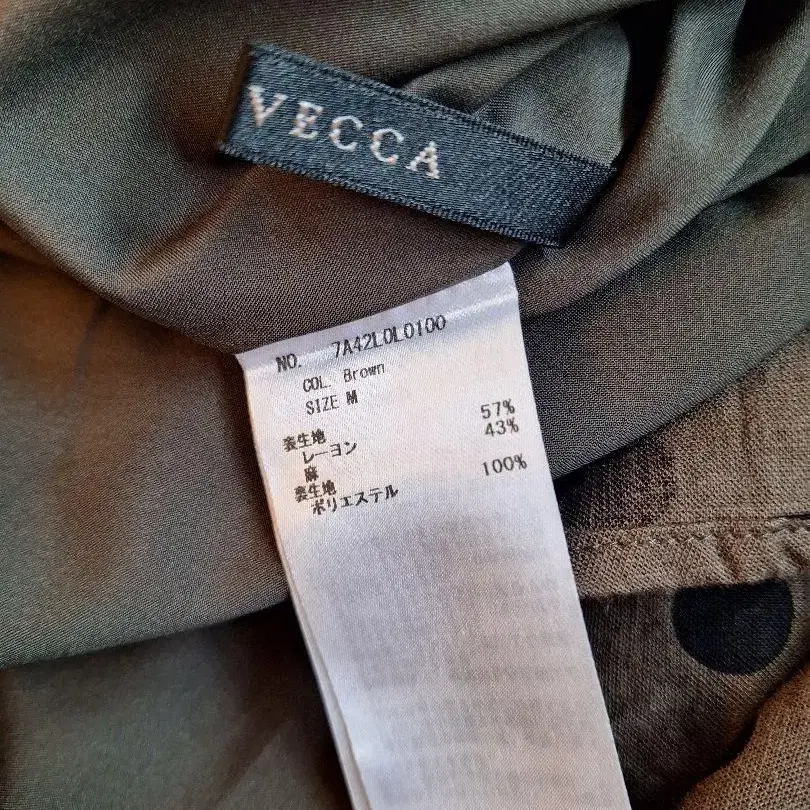 VECCA
NO. 7A42L0L0100
COL. Brown
SIZE M
表生地
レーヨン 57%
麻 43%
裏生地
ポリエステル 100%